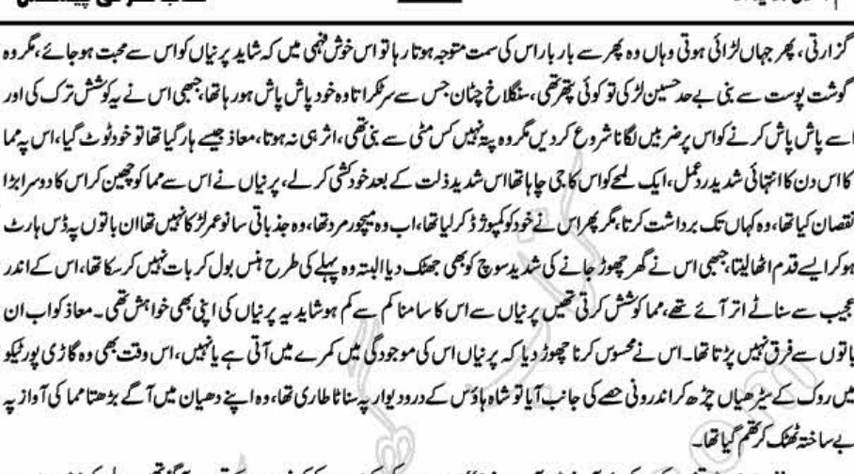 گزارتی، پھر جہاں لڑائی ہوتی وہاں وہ پھر سے بار بار اس کی سمت متوجہ ہوتا رہا تو اس خوش فہمی میں کہ شاید پرنیاں کو اس سے محبت ہو جائے، مگر وہ
گوشت پوست سے بنی بے حد حسین لڑکی تو کوئی پتھر تھی، سنگلاخ چٹان جس سے سر ٹکراتا وہ خود پاش پاش ہو رہا تھا، جبھی اس نے یہ کوشش ترک کی اور
اسے پاش پاش کرنے کو اس پر ضربیں لگانا شروع کر دیں مگر وہ پتہ نہیں کس مٹی سے بنی تھی، اثر ہی نہ ہوتا، معاذ جیسے ہار گیا تھا تو خود ٹوٹ گیا، اس پہ مما
کا اس دن کا انتہائی شدید ردعمل، ایک لمحے کو اس کا جی چاہا تھا اس شدید ذلت کے بعد خودکشی کر لے، پرنیاں نے اس سے مما کو چھین کر اس کا دوسرا بڑا
نقصان کیا تھا، وہ کہاں تک برداشت کرتا، مگر پھر اس نے خود کو کمپوزڈ کر لیا تھا، اب وہ میچور مرد تھا، وہ جذباتی سا نوعمر لڑکا نہیں تھا ان باتوں پہ ڈس ہارٹ
ہو کر ایسے قدم اٹھا لیتا، جبھی اس نے گھر چھوڑ جانے کی شدید سوچ کو بھی جھٹک دیا البتہ وہ پہلے کی طرح ہنس بول کر بات نہیں کر سکا تھا، اس کے اندر
عجیب سے سناٹے اتر آئے تھے، مما کوشش کرتی تھیں پرنیاں سے اس کا سامنا کم سے کم ہو شاید یہ پرنیاں کی اپنی بھی خواہش تھی۔ معاذ کو اب ان
باتوں سے فرق نہیں پڑتا تھا۔ اس نے محسوس کرنا چھوڑ دیا کہ پرنیاں اس کی موجودگی میں کمرے میں آتی ہے یا نہیں، اس وقت بھی وہ گاڑی پورٹیکو
میں روک کے سیڑھیاں چڑھ کر اندرونی حصے کی جانب آیا تو شاہ ہاؤس کے در و دیوار پہ سناٹا طاری تھا، وہ اپنے دھیان میں آگے بڑھتا مما کی آواز پہ
بے ساختہ ٹھٹک کر تھم گیا تھا۔